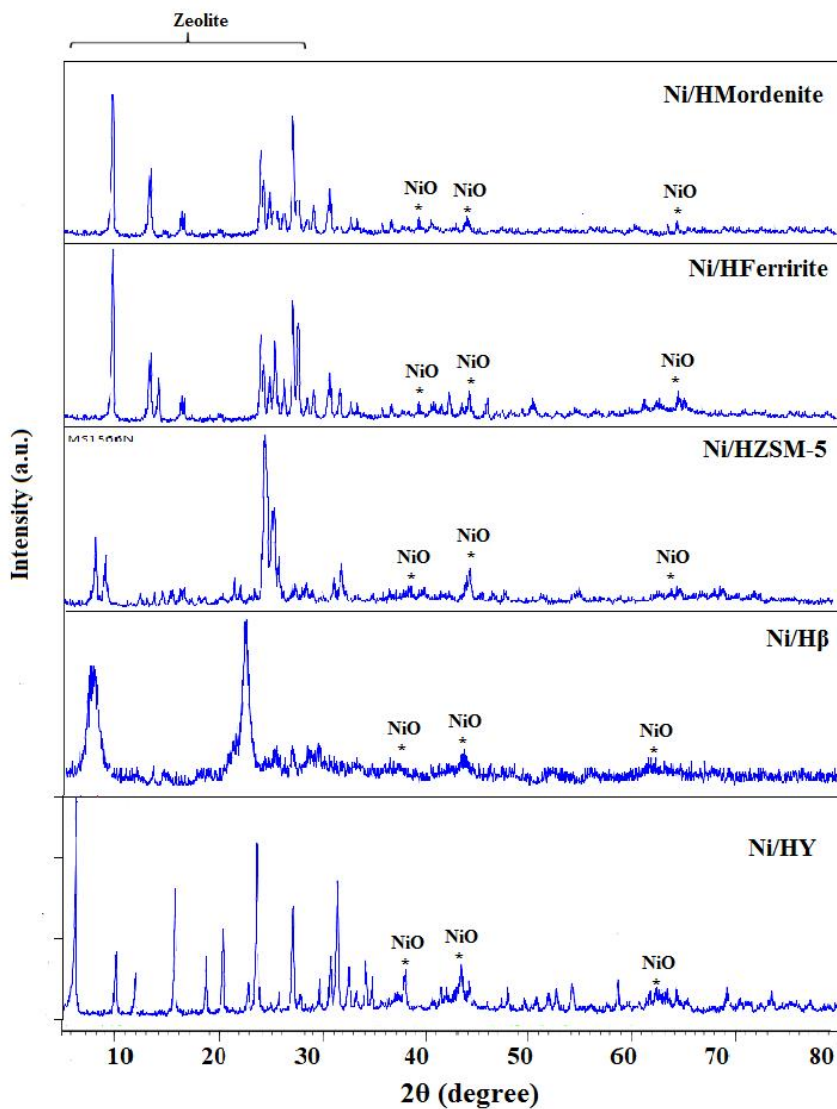 Zeolite
Ni/HMordenite
NiO NiO NiO
* * *
Ni/HFerririte
NiO NiO NiO
* * *
MS1566N
Ni/HZSM-5
NiO NiO NiO
* * *
Ni/Hβ
NiO NiO NiO
* * *
Ni/HY
NiO NiO NiO
* * *
Intensity (a.u.)
10 20 30 40 50 60 70 80
2θ (degree)